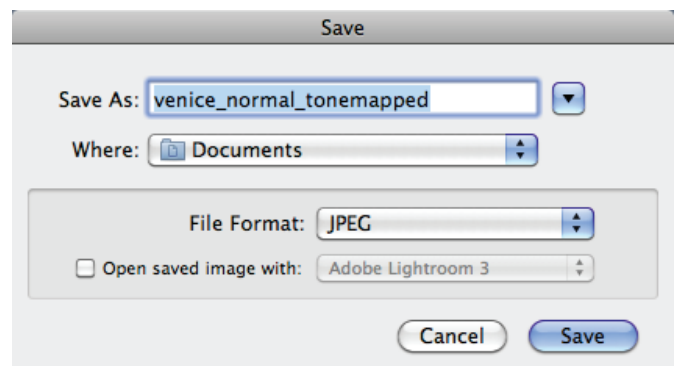 Save
Save As: venice_normal_tonemapped
Where: Documents
File Format: JPEG
Open saved image with: Adobe Lightroom 3
Cancel Save